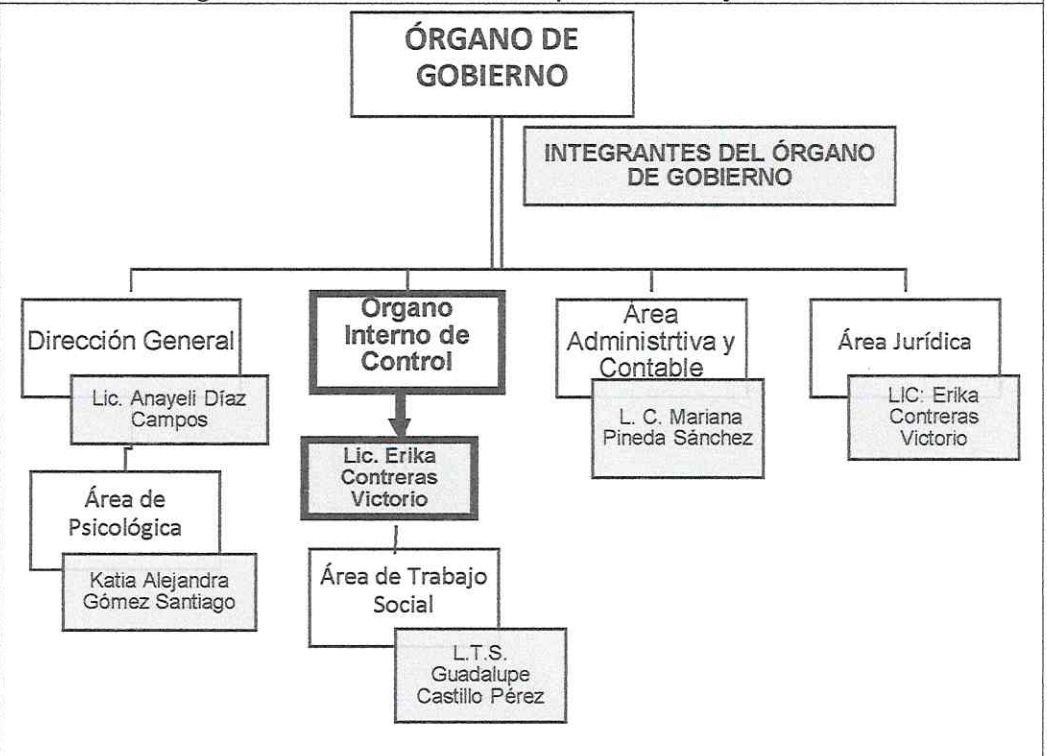 ÓRGANO DE
GOBIERNO
INTEGRANTES DEL ÓRGANO
DE GOBIERNO
Dirección General
Lic. Anayeli Díaz
Campos
Área de
Psicológica
Katia Alejandra
Gómez Santiago
Organo
Interno de
Control
Lic. Erika
Contreras
Victorio
Área de Trabajo
Social
L.T.S.
Guadalupe
Castillo Pérez
Área
Administrtiva y
Contable
L. C. Mariana
Pineda Sánchez
Área Jurídica
LIC: Erika
Contreras
Victorio